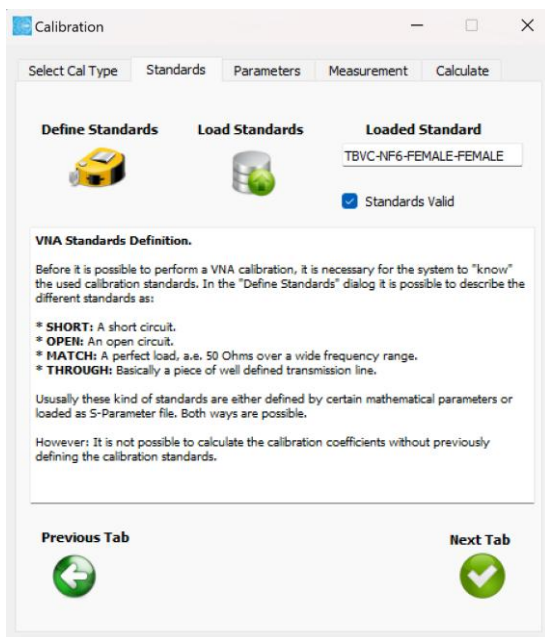 Calibration
Select Cal Type Standards Parameters Measurement Calculate
Define Standards Load Standards Loaded Standard
TBVC-NF6-FEMALE-FEMALE
Standards Valid
VNA Standards Definition.
Before it is possible to perform a VNA calibration, it is necessary for the system to "know"
the used calibration standards. In the "Define Standards" dialog it is possible to describe the
different standards as:
* SHORT: A short circuit.
* OPEN: An open circuit.
* MATCH: A perfect load, a.e. 50 Ohms over a wide frequency range.
* THROUGH: Basically a piece of well defined transmission line.
Ususally these kind of standards are either defined by certain mathematical parameters or
loaded as S-Parameter file. Both ways are possible.
However: It is not possible to calculate the calibration coefficients without previously
defining the calibration standards.
Previous Tab Next Tab